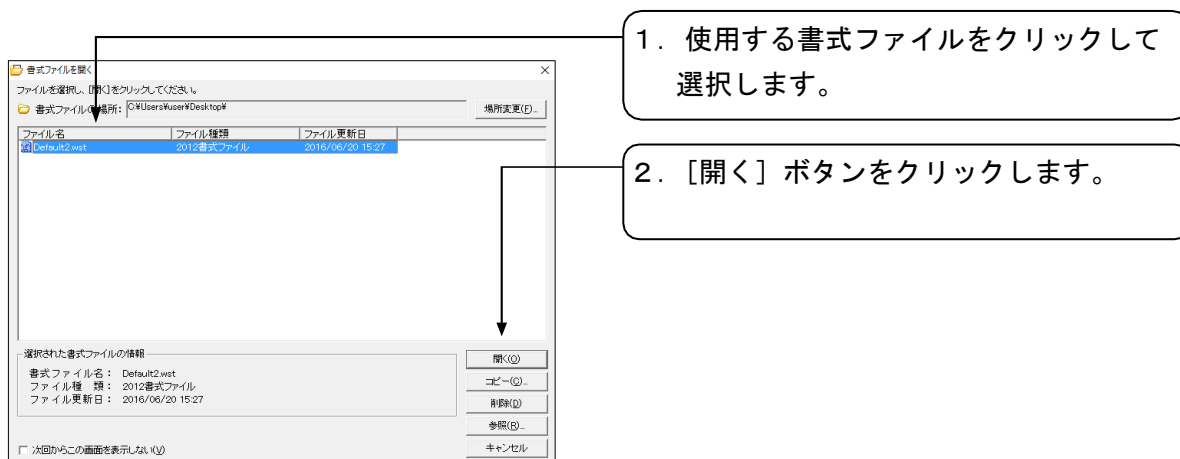 1．使用する書式ファイルをクリックして
選択します。
書式ファイルを開く
ファイルを選択し、[開く]をクリックしてください。
書式ファイルの場所： C:¥Users¥user¥Desktop¥ 場所変更(F)...
ファイル名 ファイル種類 ファイル更新日
Default2.wst 2012書式ファイル 2016/06/20 15:27
2．［開く］ボタンをクリックします。
選択された書式ファイルの情報
書式ファイル名： Default2.wst
ファイル種　類： 2012書式ファイル
ファイル更新日： 2016/06/20 15:27
開く(O)
コピー(C)...
削除(D)
参照(R)...
キャンセル
次回からこの画面を表示しない(V)